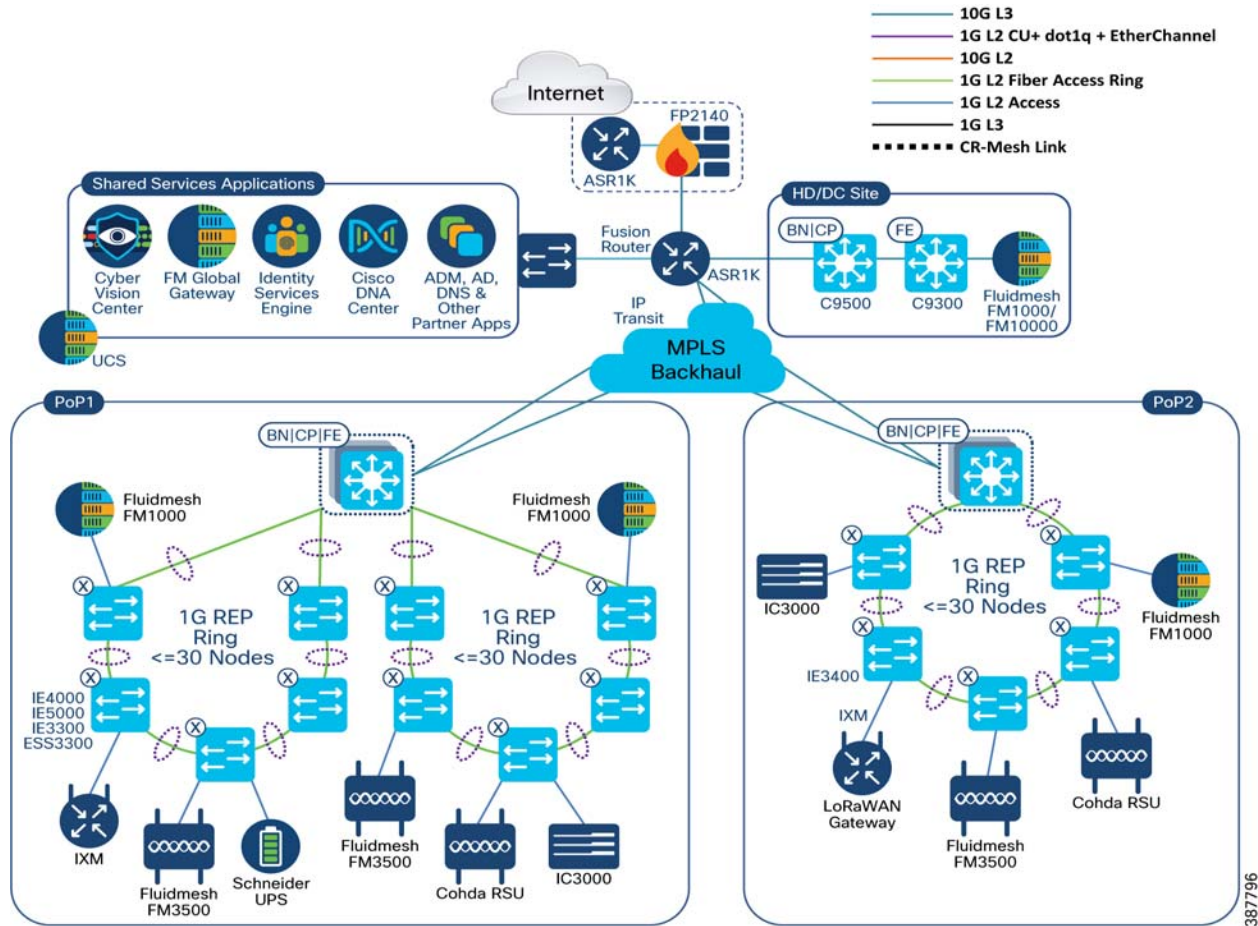 10G L3
1G L2 CU+ dot1q + EtherChannel
10G L2
1G L2 Fiber Access Ring
1G L2 Access
1G L3
CR-Mesh Link
Internet
FP2140
ASR1K
Shared Services Applications
Cyber
Vision
Center
FM Global
Gateway
Identity
Services
Engine
Cisco
DNA
Center
ADM, AD,
DNS &
Other
Partner Apps
UCS
Fusion
Router
ASR1K
IP
Transit
HD/DC Site
BN|CP
FE
C9500
C9300
Fluidmesh
FM1000/
FM10000
MPLS
Backhaul
PoP1
BN|CP|FE
Fluidmesh
FM1000
Fluidmesh
FM1000
X
X
X
X
1G REP
Ring
<=30 Nodes
1G REP
Ring
<=30 Nodes
X
X
X
X
IE4000
IE5000
IE3300
ESS3300
X
X
IXM
Fluidmesh
FM3500
Schneider
UPS
Fluidmesh
FM3500
Cohda RSU
IC3000
PoP2
BN|CP|FE
X
X
IC3000
1G REP
Ring
<=30 Nodes
Fluidmesh
FM1000
X
X
IE3400
X
IXM
LoRaWAN
Gateway
Fluidmesh
FM3500
Cohda RSU
387796